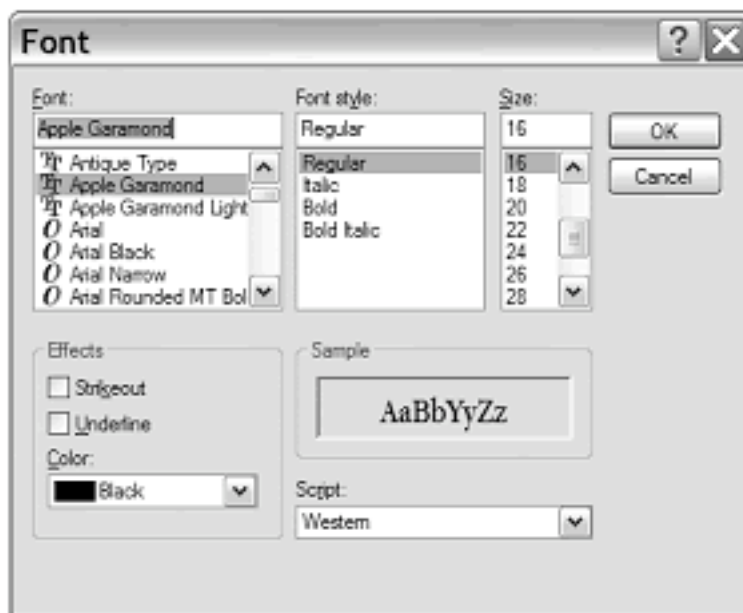 Font
Font:
Apple Garamond
Antique Type
Apple Garamond
Apple Garamond Light
Arial
Arial Black
Arial Narrow
Arial Rounded MT Bol
Font style:
Regular
Regular
Italic
Bold
Bold Italic
Size:
16
16
18
20
22
24
26
28
OK
Cancel
Effects
Strikeout
Underline
Color:
Black
Sample
AaBbYyZz
Script:
Western